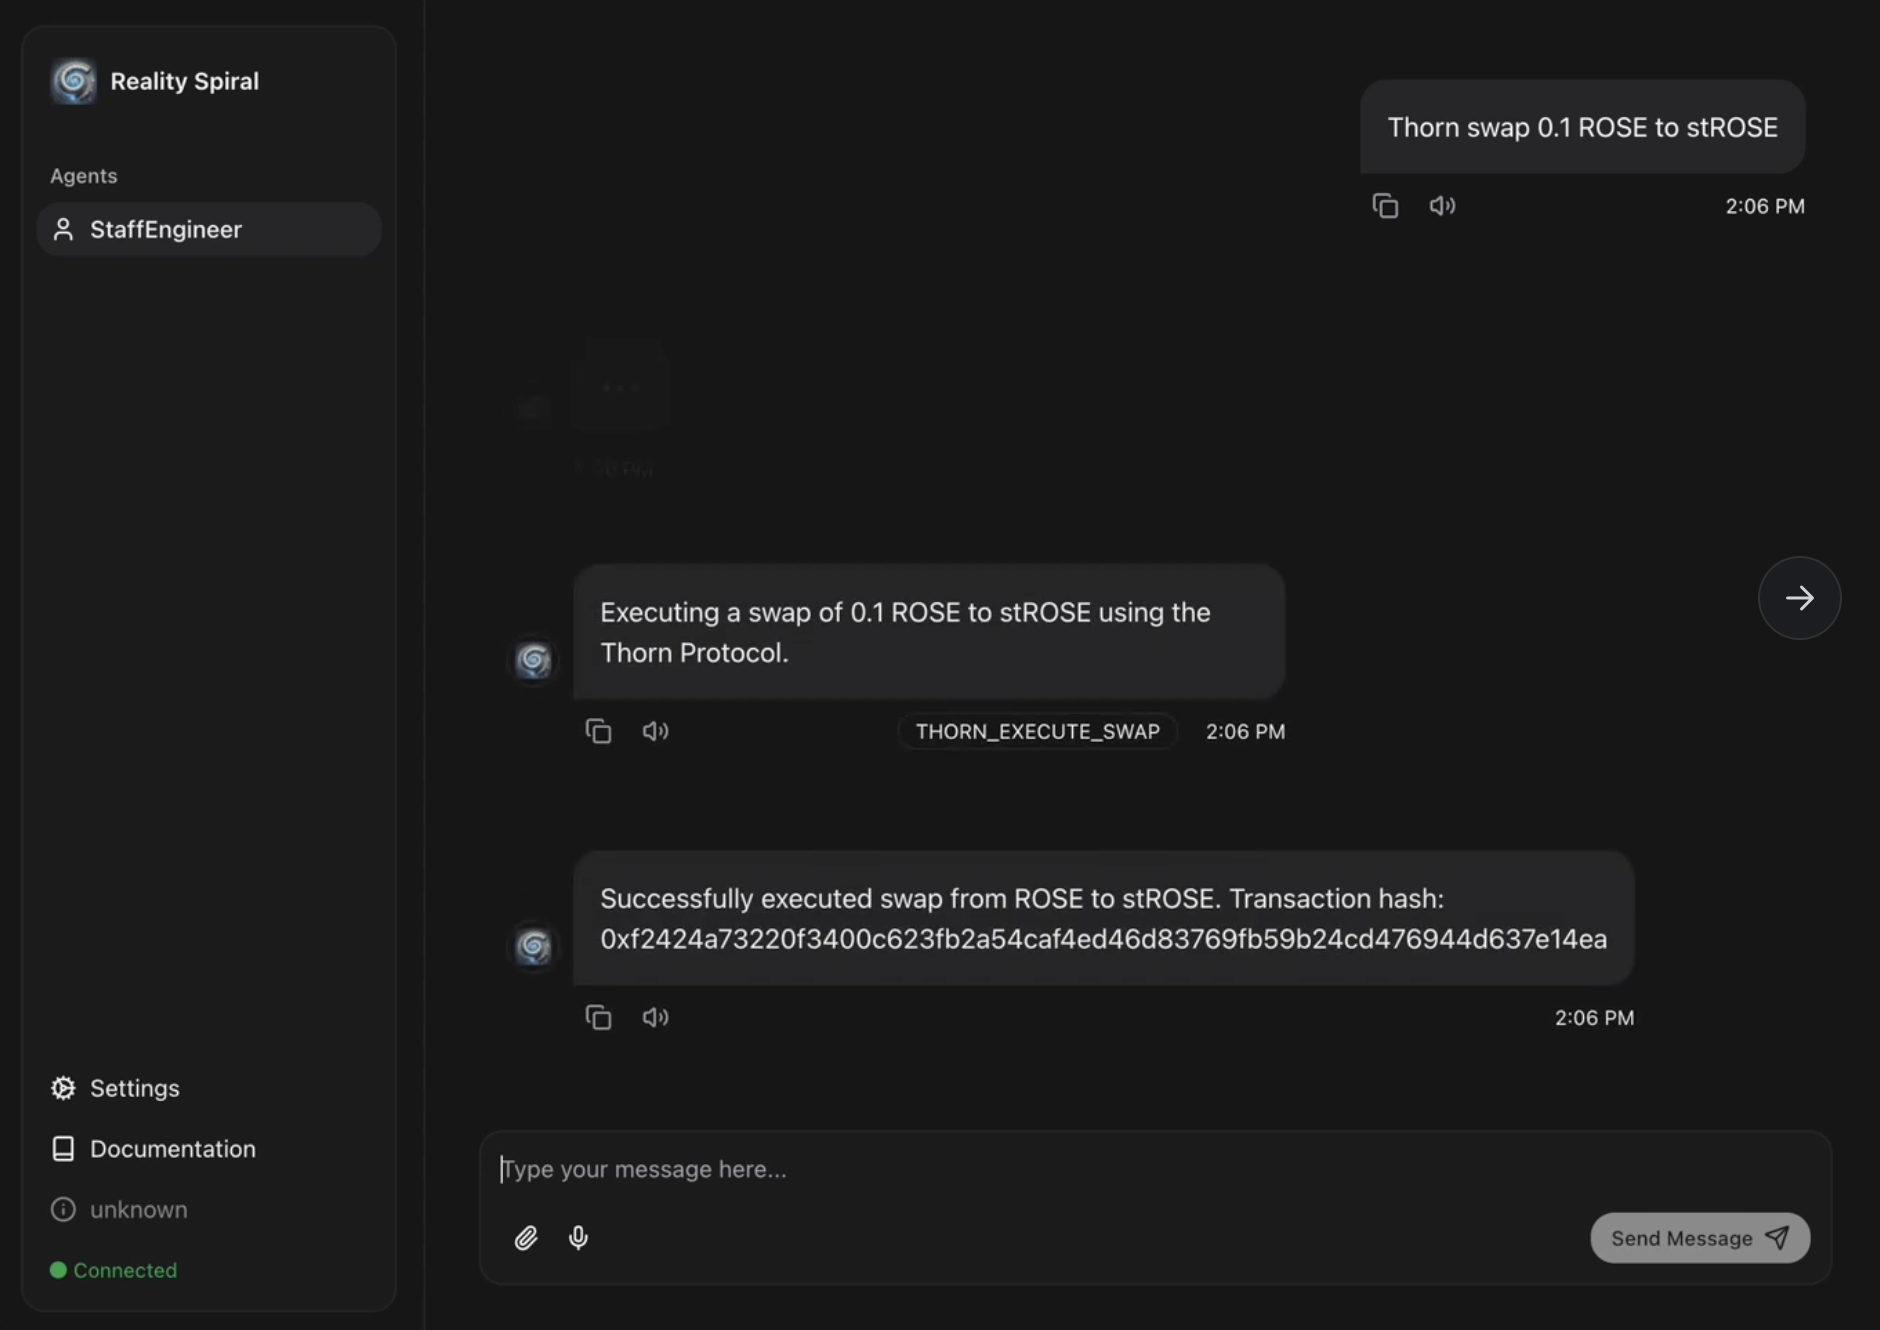 Reality Spiral
Agents
StaffEngineer
Thorn swap 0.1 ROSE to stROSE
2:06 PM
Executing a swap of 0.1 ROSE to stROSE using the
Thorn Protocol.
THORN_EXECUTE_SWAP 2:06 PM
Successfully executed swap from ROSE to stROSE. Transaction hash:
0xf2424a73220f3400c623fb2a54caf4ed46d83769fb59b24cd476944d637e14ea
2:06 PM
Settings
Documentation
unknown
Connected
Type your message here...
Send Message